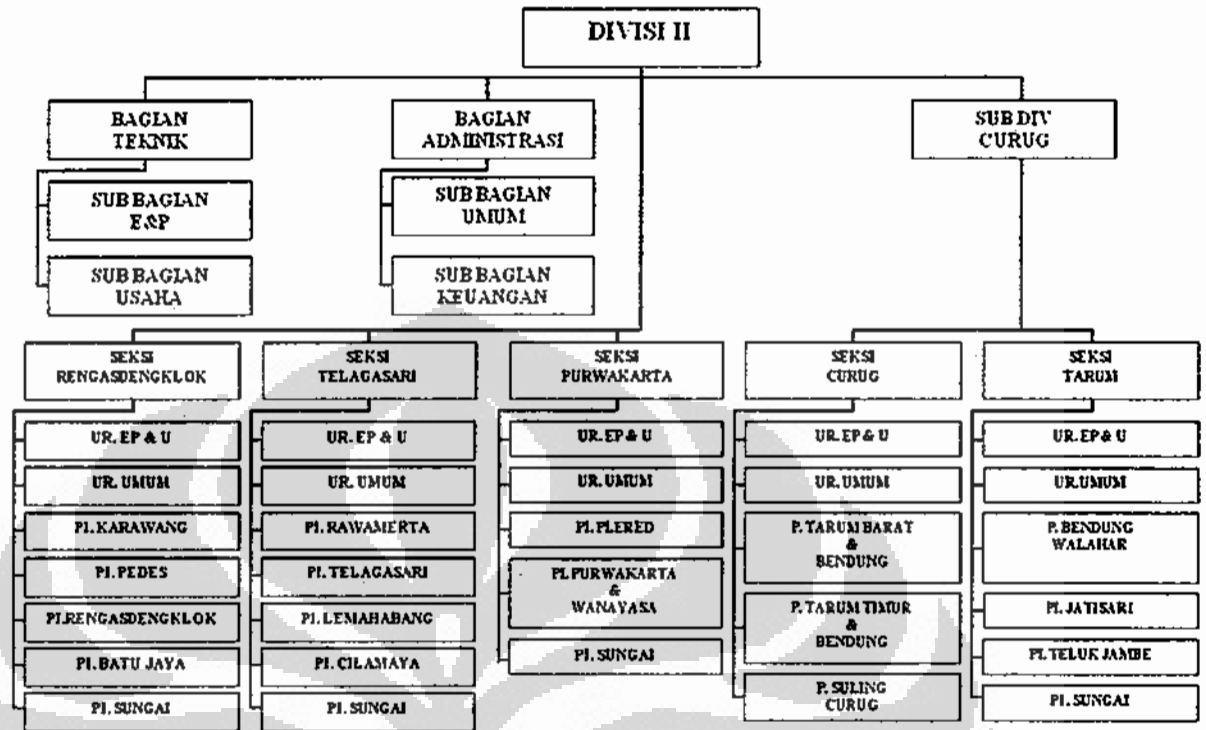 DIVISI II
BAGIAN
TEKNIK
BAGIAN
ADMINISTRASI
SUB DIV
CURUG
SUB BAGIAN
E&P
SUB BAGIAN
USAHA
SUB BAGIAN
UMUM
SUB BAGIAN
KEUANGAN
SEKSI
RENGASDENGKLOK
SEKSI
TELAGASARI
SEKSI
PURWAKARTA
SEKSI
CURUG
SEKSI
TARUM
UR. EP & U
UR. UMUM
PI. KARAWANG
PI. PEDES
PI.RENGASDENGKLOK
PI. BATU JAYA
PI. SUNGAI
UR. EP & U
UR. UMUM
PI. RAWAMERTA
PI. TELAGASARI
PI. LEMAHABANG
PI. CILAMAYA
PI. SUNGAI
UR. EP & U
UR. UMUM
PI. PLERED
PI. PURWAKARTA
&
WANAYASA
PI. SUNGAI
UR. EP & U
UR. UMUM
P. TARUM BARAT
&
BENDUNG
P. TARUM TIMUR
&
BENDUNG
P. SULING
CURUG
UR. EP & U
UR. UMUM
P. BENDUNG
WALAHAR
PI. JATISARI
PI. TELUK JAMBE
PI. SUNGAI